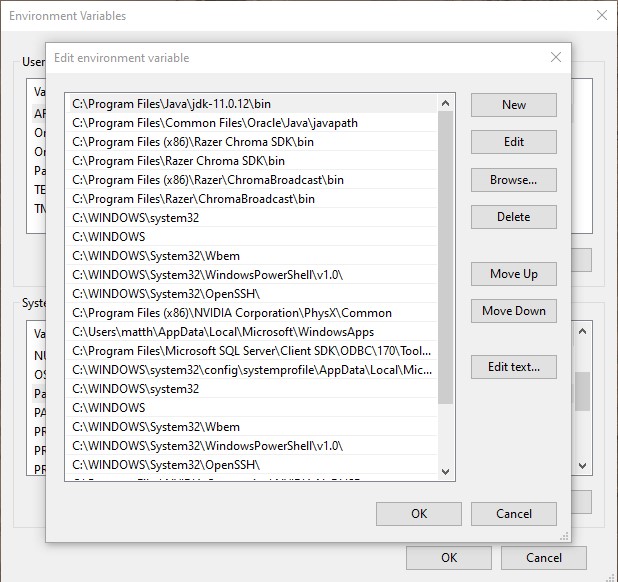 Environment Variables
Edit environment variable
User
Va
Or
Or
Pa
TE
C:\Program Files\Java\jdk-11.0.12\bin
C:\Program Files\Common Files\Oracle\Java\javapath
C:\Program Files (x86)\Razer Chroma SDK\bin
C:\Program Files\Razer Chroma SDK\bin
C:\Program Files (x86)\Razer\ChromaBroadcast\bin
C:\Program Files\Razer\ChromaBroadcast\bin
C:\WINDOWS\system32
C:\WINDOWS
C:\WINDOWS\System32\Wbem
C:\WINDOWS\System32\WindowsPowerShell\v1.0\
C:\WINDOWS\System32\OpenSSH\
C:\Program Files (x86)\NVIDIA Corporation\PhysX\Common
C:\Users\matth\AppData\Local\Microsoft\WindowsApps
C:\Program Files\Microsoft SQL Server\Client SDK\ODBC\170\Tool...
C:\WINDOWS\system32\config\systemprofile\AppData\Local\Mic...
C:\WINDOWS\system32
C:\WINDOWS
C:\WINDOWS\System32\Wbem
C:\WINDOWS\System32\WindowsPowerShell\v1.0\
C:\WINDOWS\System32\OpenSSH\
New
Edit
Browse...
Delete
Move Up
Move Down
Edit text...
Syste
Va
NU
OS
Pa
PA
PR
PR
PR
OK
Cancel
OK
Cancel